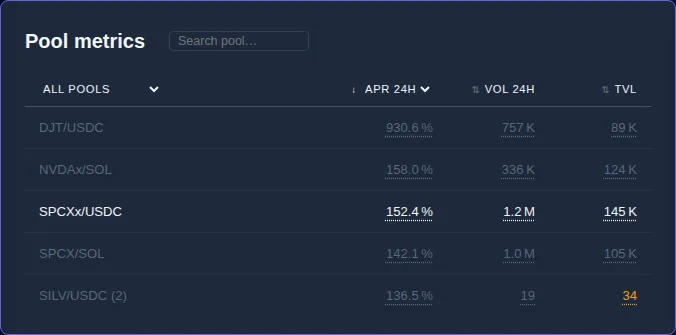 Pool metrics Search pool…
ALL POOLS ↓ APR 24H ⇅ VOL 24H ⇅ TVL
DJT/USDC 930.6 % 757 K 89 K
NVDAx/SOL 158.0 % 336 K 124 K
SPCXx/USDC 152.4 % 1.2 M 145 K
SPCX/SOL 142.1 % 1.0 M 105 K
SILV/USDC (2) 136.5 % 19 34